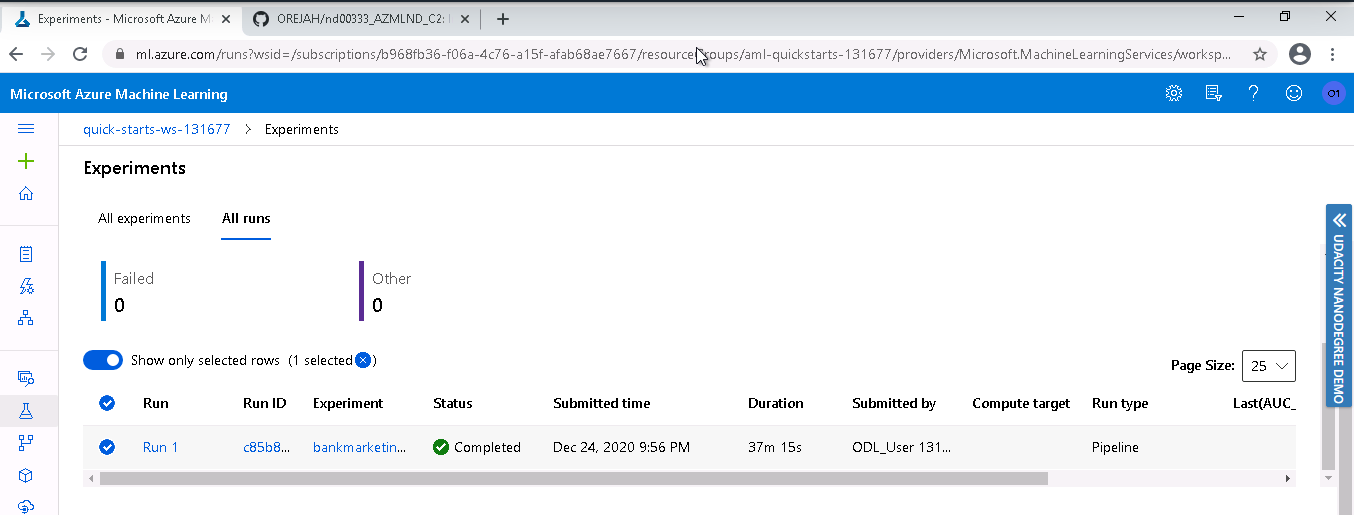 Experiments - Microsoft Azure M
OREJAH/nd00333_AZMLND_C2:
ml.azure.com/runs?wsid=/subscriptions/b968fb36-f06a-4c76-a15f-afab68ae7667/resource oups/aml-quickstarts-131677/providers/Microsoft.MachineLearningServices/worksp...
Microsoft Azure Machine Learning
O1
quick-starts-ws-131677 > Experiments
Experiments
All experiments All runs
Failed Other
0 0
Show only selected rows (1 selected )
Page Size: 25
Run Run ID Experiment Status Submitted time Duration Submitted by Compute target Run type Last(AUC_
Run 1 c85b8... bankmarketin... Completed Dec 24, 2020 9:56 PM 37m 15s ODL_User 131... Pipeline
UDACITY NANODEGREE DEMO